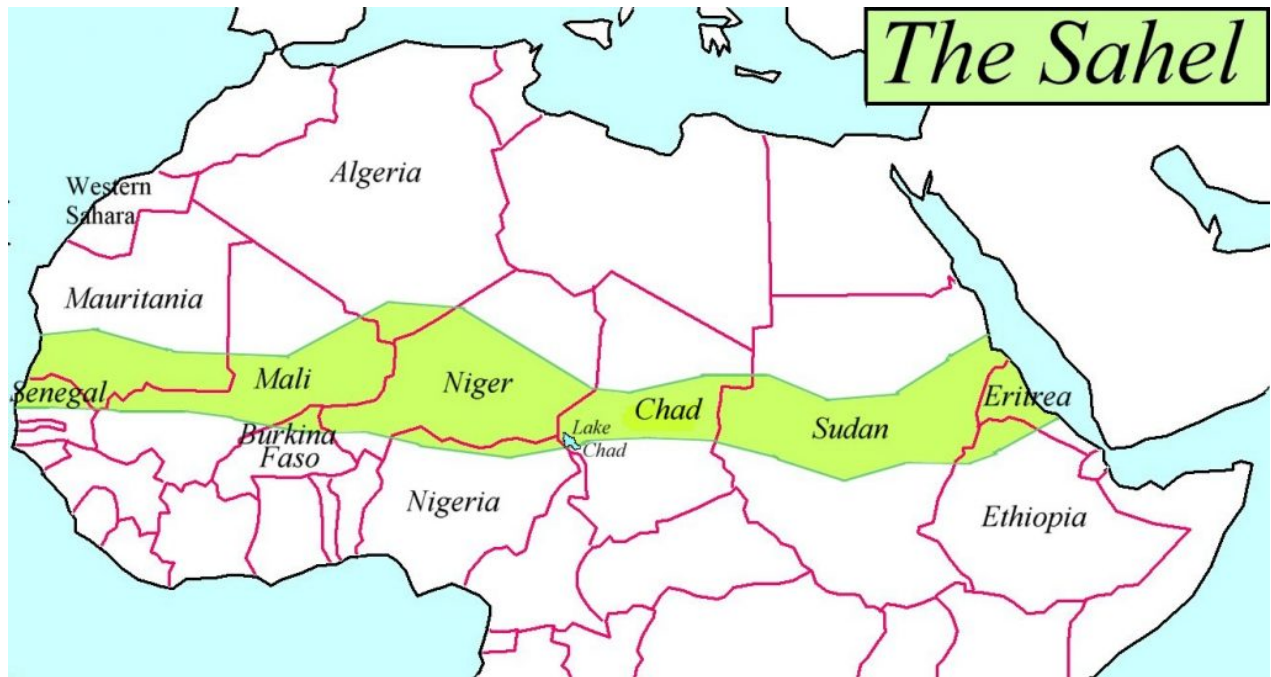 The Sahel
Algeria
Western
Sahara
Mauritania
Senegal
Mali
Niger
Chad
Sudan
Eritrea
Burkina
Faso
Lake
Chad
Nigeria
Ethiopia